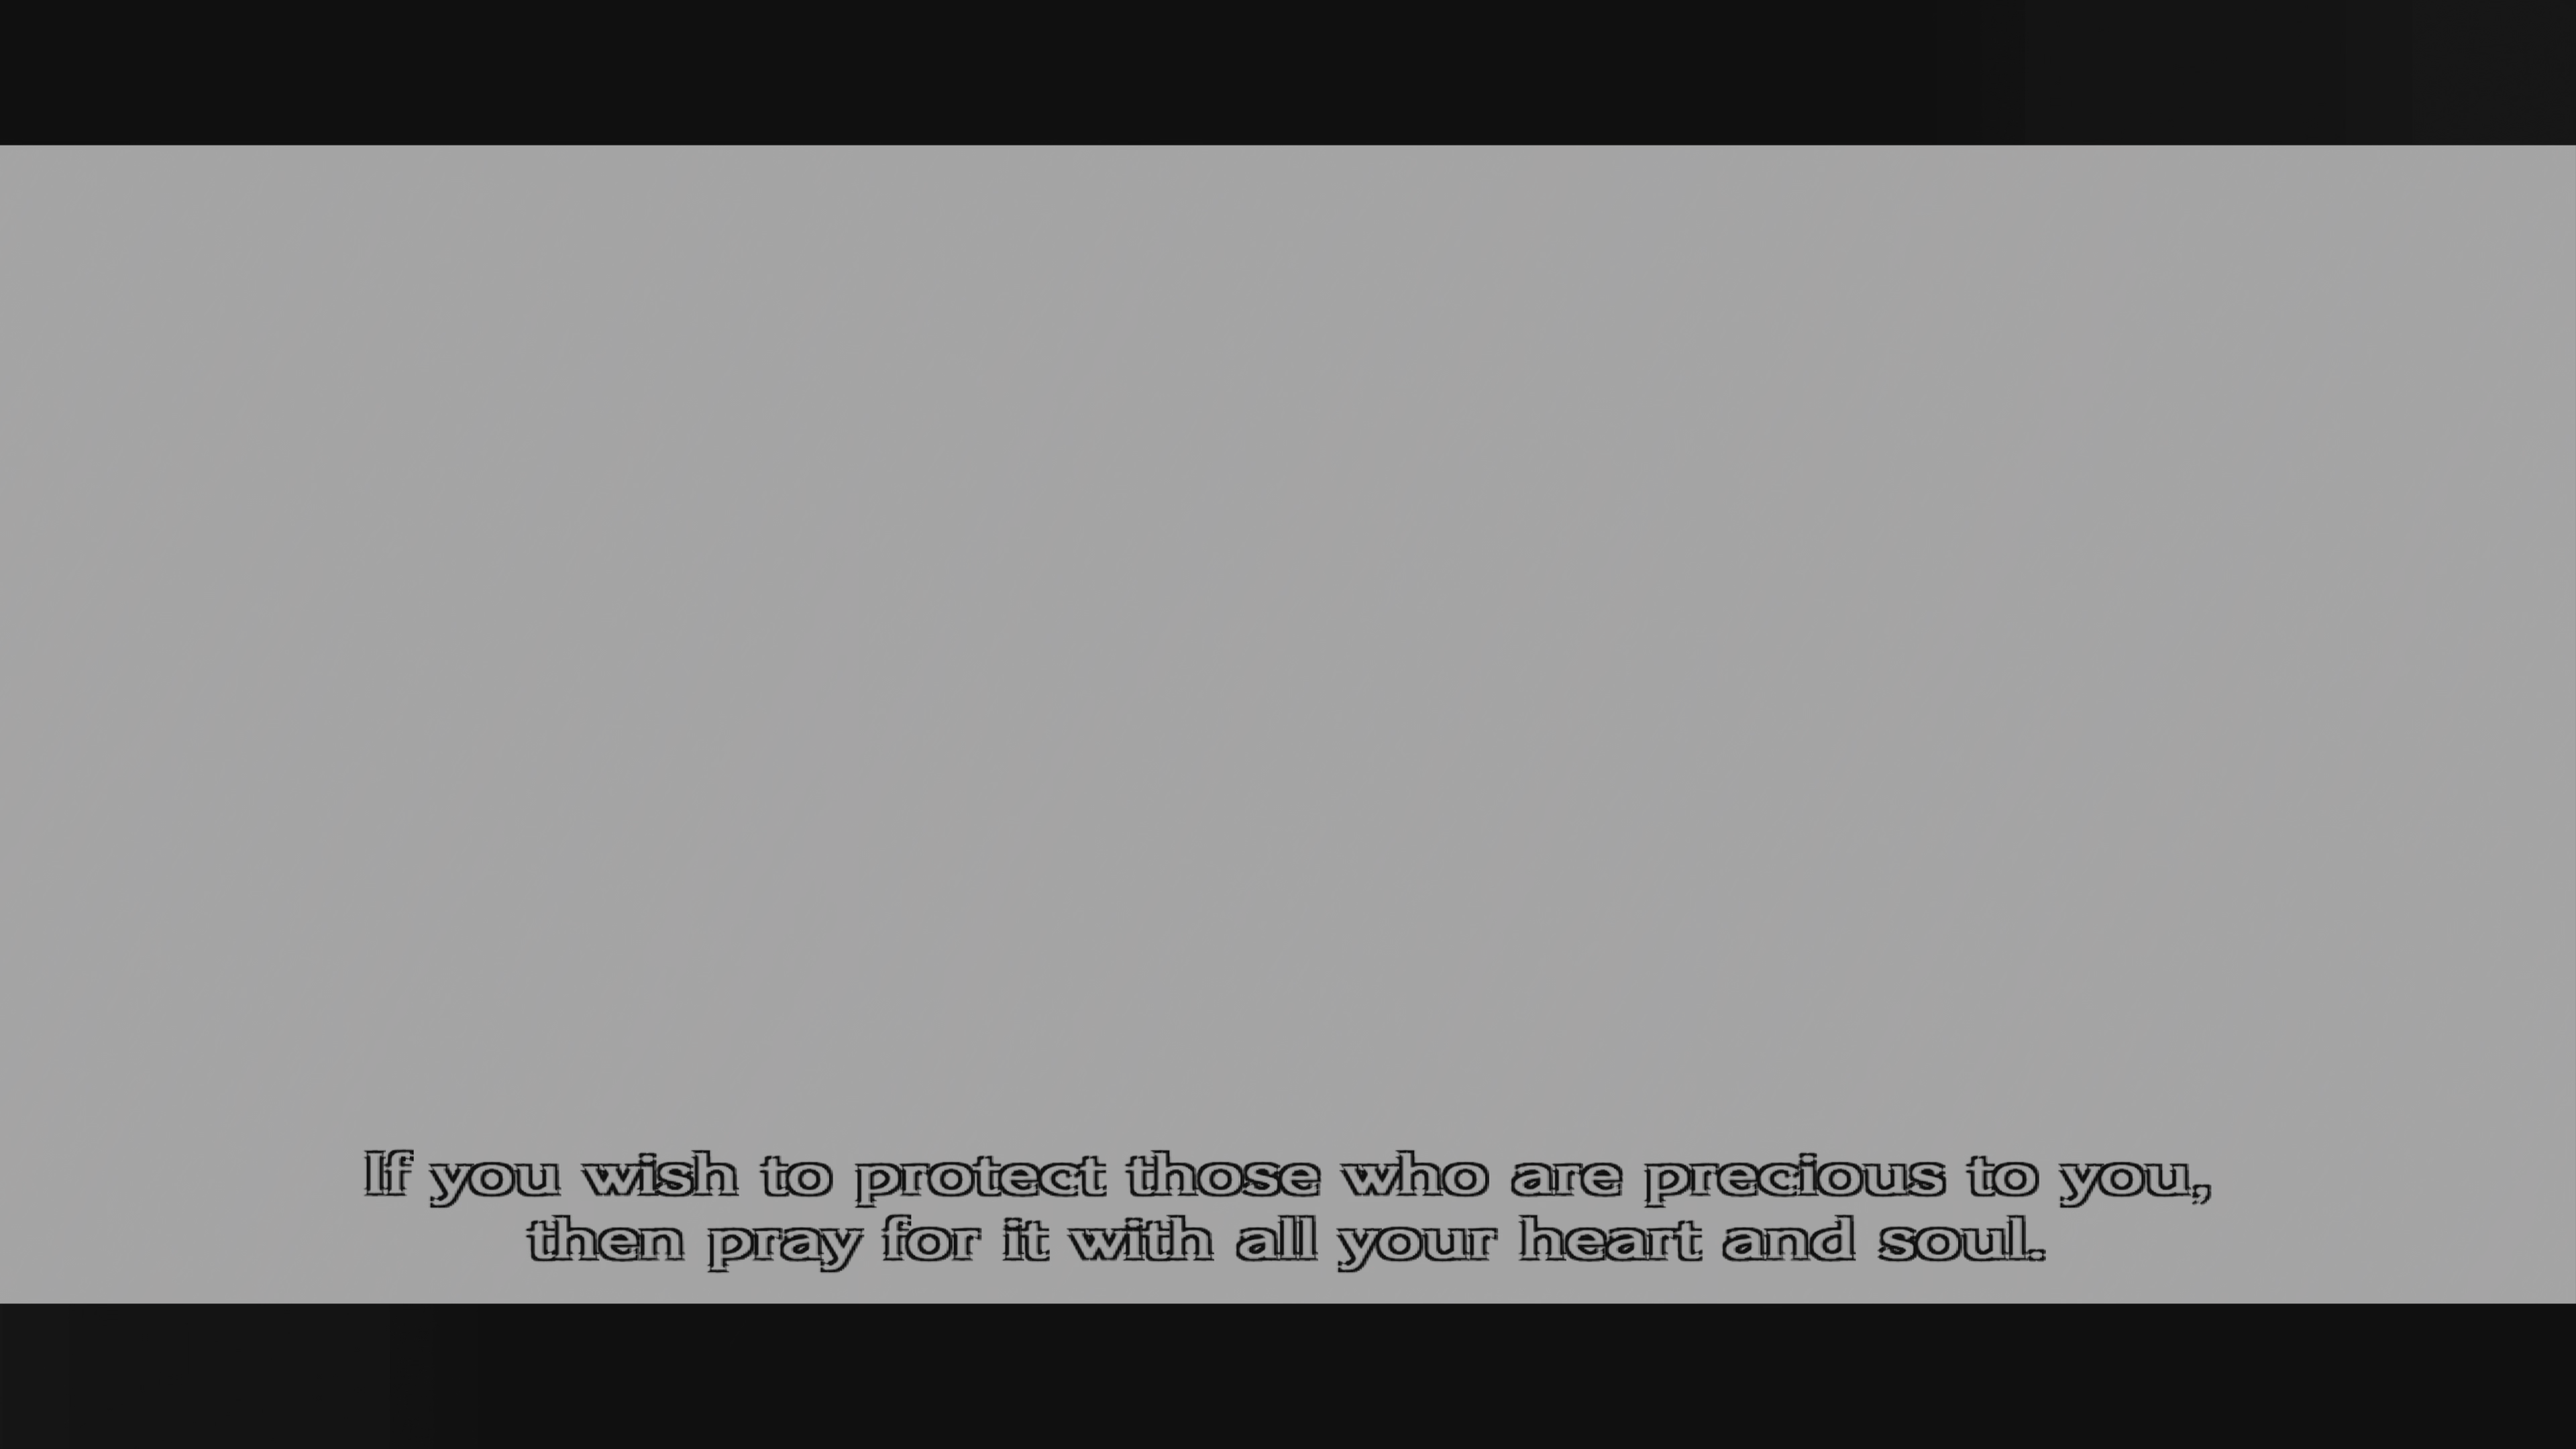 If you wish to protect those who are precious to you,
then pray for it with all your heart and soul.